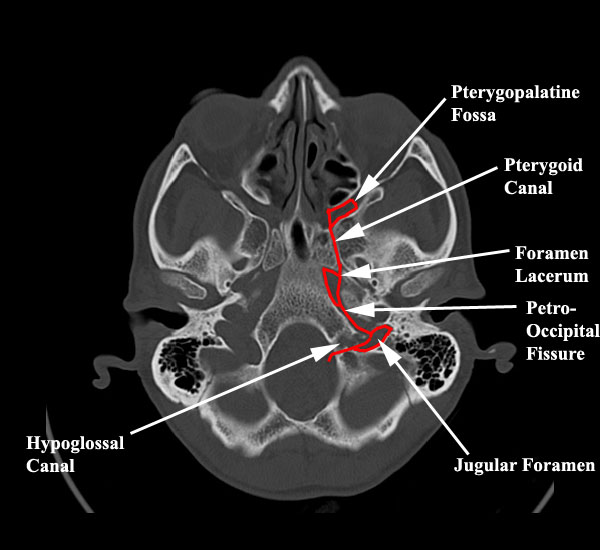 Pterygopalatine
Fossa
Pterygoid
Canal
Foramen
Lacerum
Petro-
Occipital
Fissure
Hypoglossal
Canal
Jugular Foramen